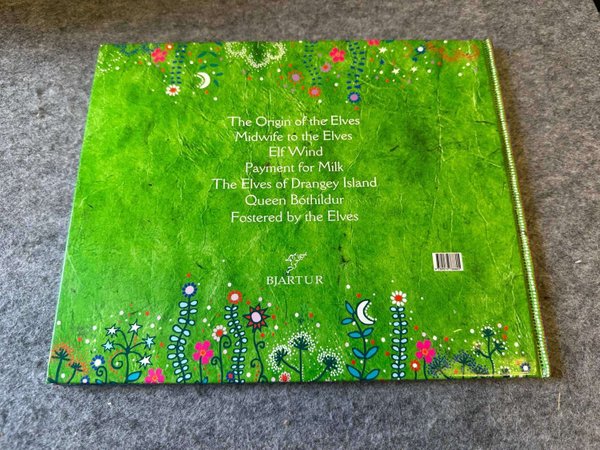 The Origin of the Elves
Midwife to the Elves
Elf Wind
Payment for Milk
The Elves of Drangey Island
Queen Bóthildur
Fostered by the Elves
BJARTUR